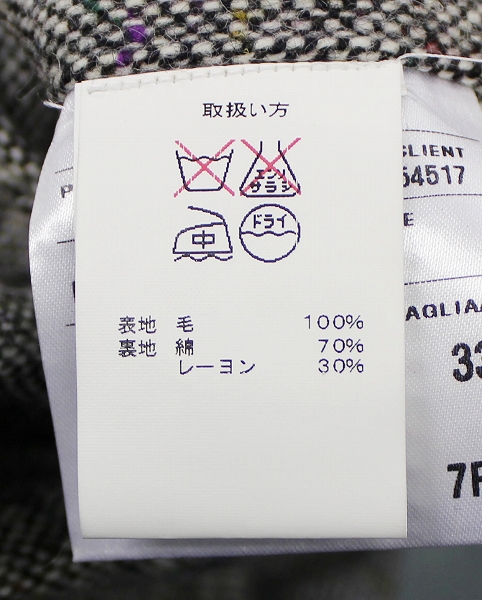 取扱い方
エンソ
サラシ
中
ドライ
表地 毛 100%
裏地 綿 70%
レーヨン 30%
CLIENT
54517
E
AGLIA
33
7